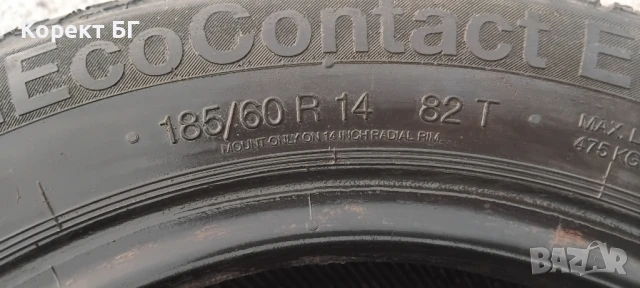 Корект БГ
EcoContact E
185/60 R 14 82 T
MOUNT ONLY ON 14 INCH RADIAL RIM
MAX. L
475 KG
BAZAR